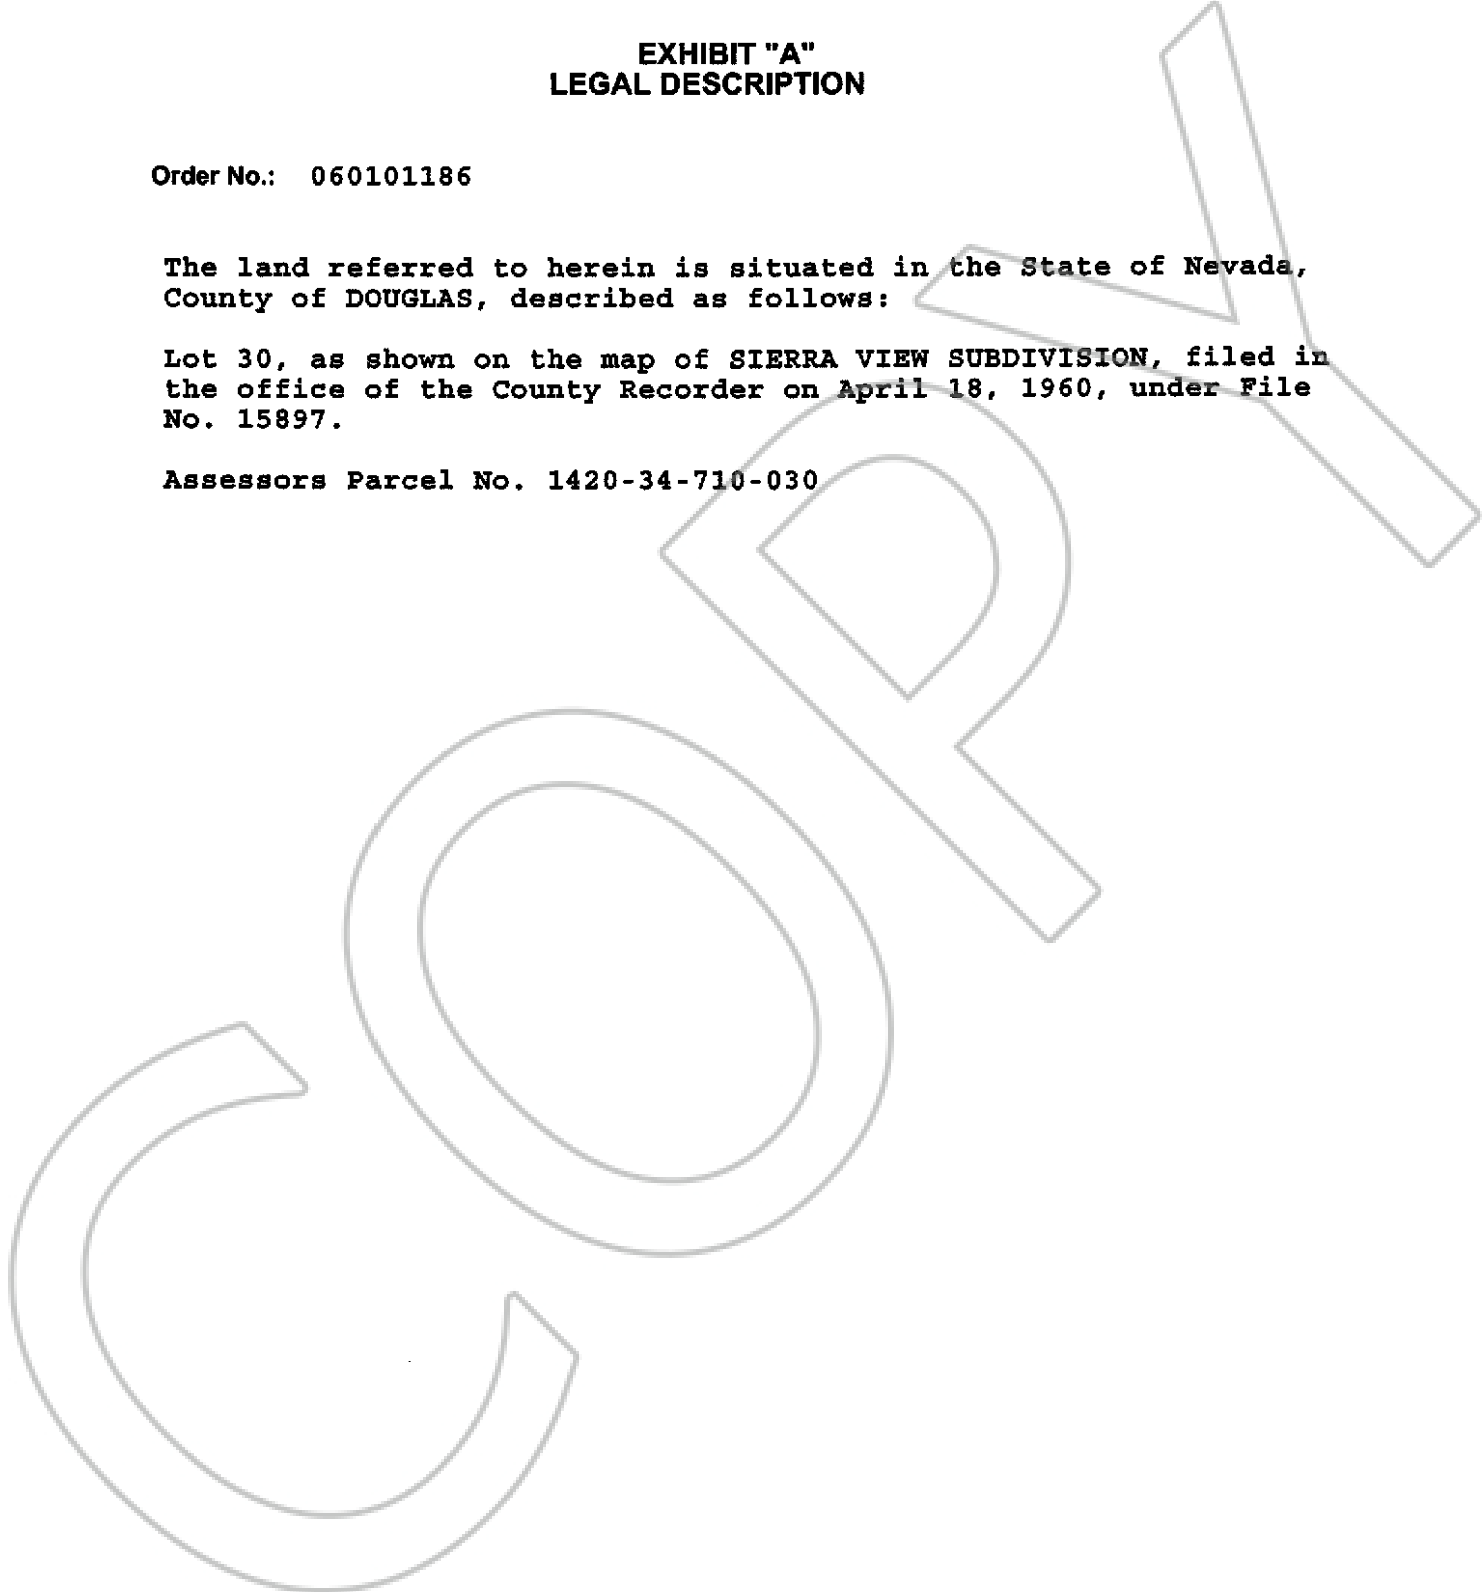 EXHIBIT "A"
LEGAL DESCRIPTION
Order No.: 060101186
The land referred to herein is situated in the State of Nevada,
County of DOUGLAS, described as follows:
Lot 30, as shown on the map of SIERRA VIEW SUBDIVISION, filed in
the office of the County Recorder on April 18, 1960, under File
No. 15897.
Assessors Parcel No. 1420-34-710-030
COPY